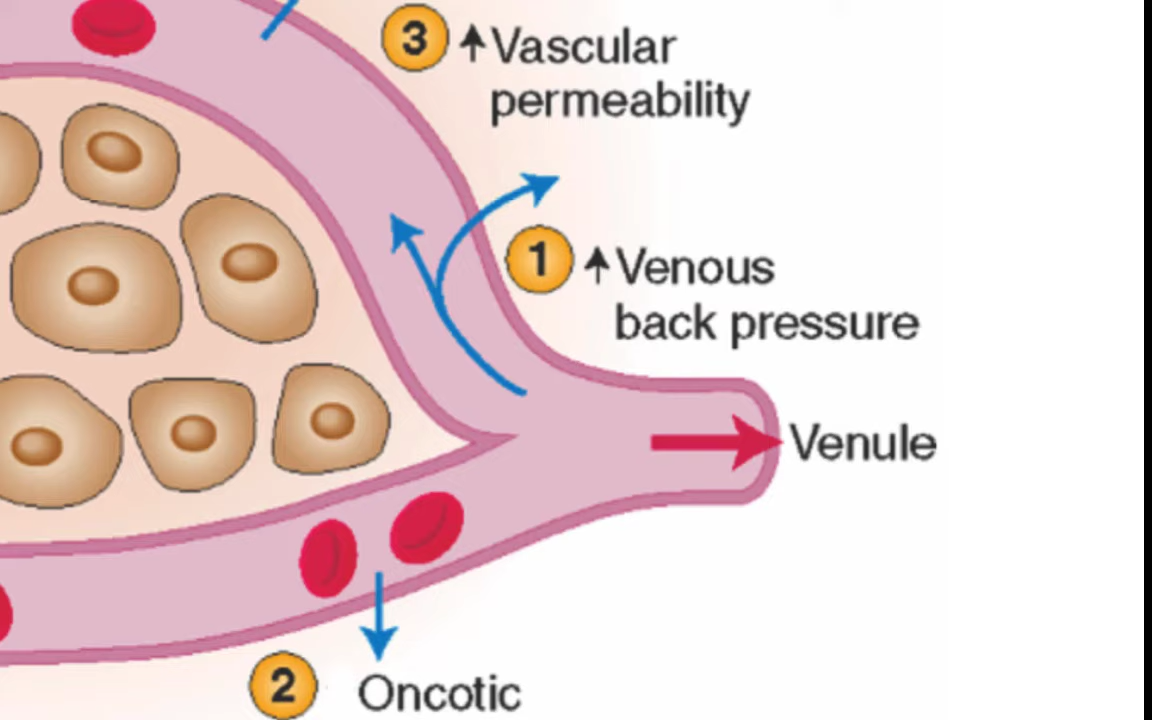 3 ↑Vascular
permeability
1 ↑Venous
back pressure
Venule
2 Oncotic